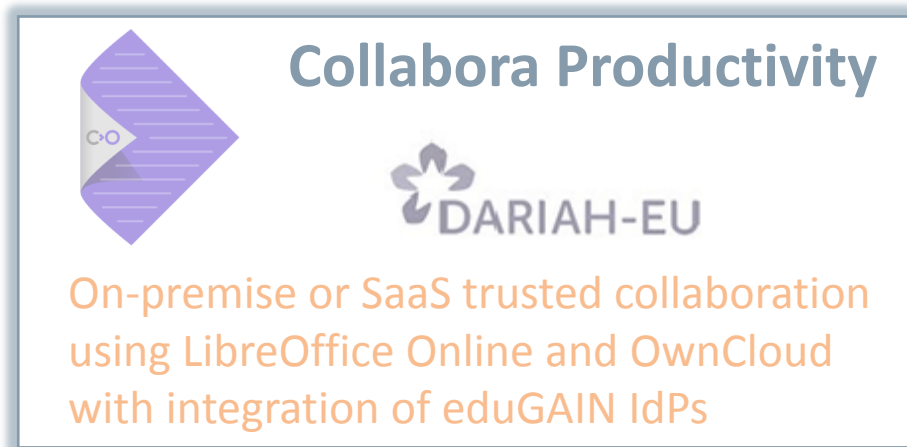 Collabora Productivity
C›O
DARIAH-EU
On-premise or SaaS trusted collaboration
using LibreOffice Online and OwnCloud
with integration of eduGAIN IdPs